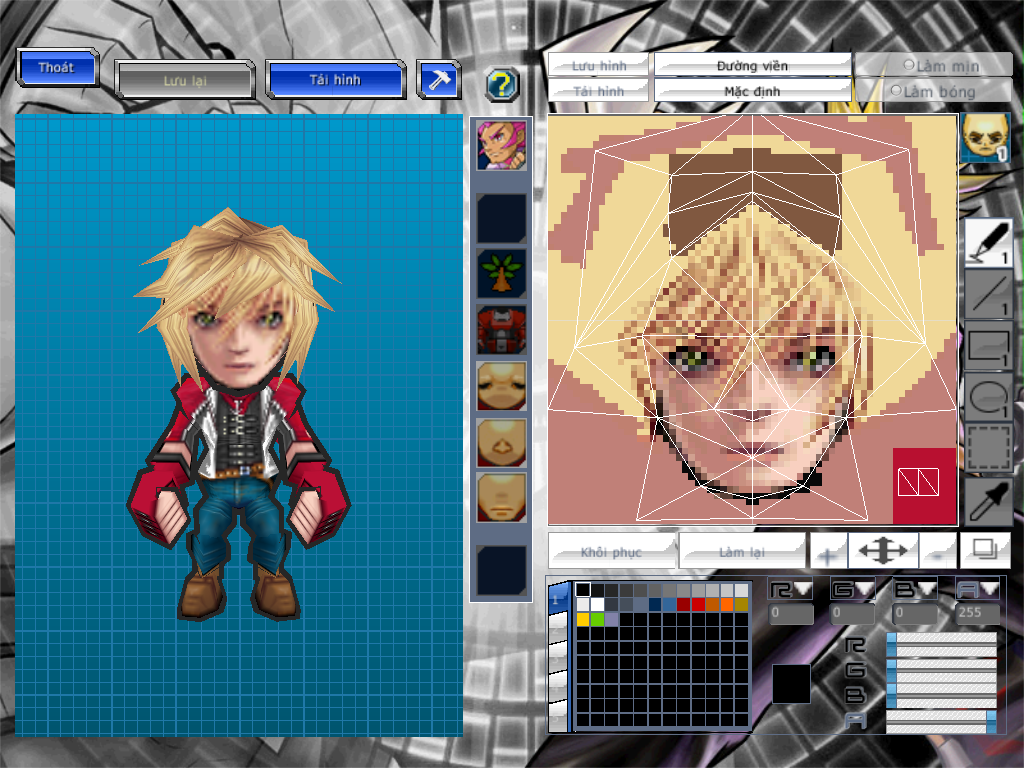 Thoát
Lưu lại
Tải hình
?
Lưu hình
Đường viền
Làm mịn
Tải hình
Mặc định
Làm bóng
1
1
1
1
1
Khôi phục
Làm lại
+
-
1
R G B A
0 0 0 255
R
G
B
A